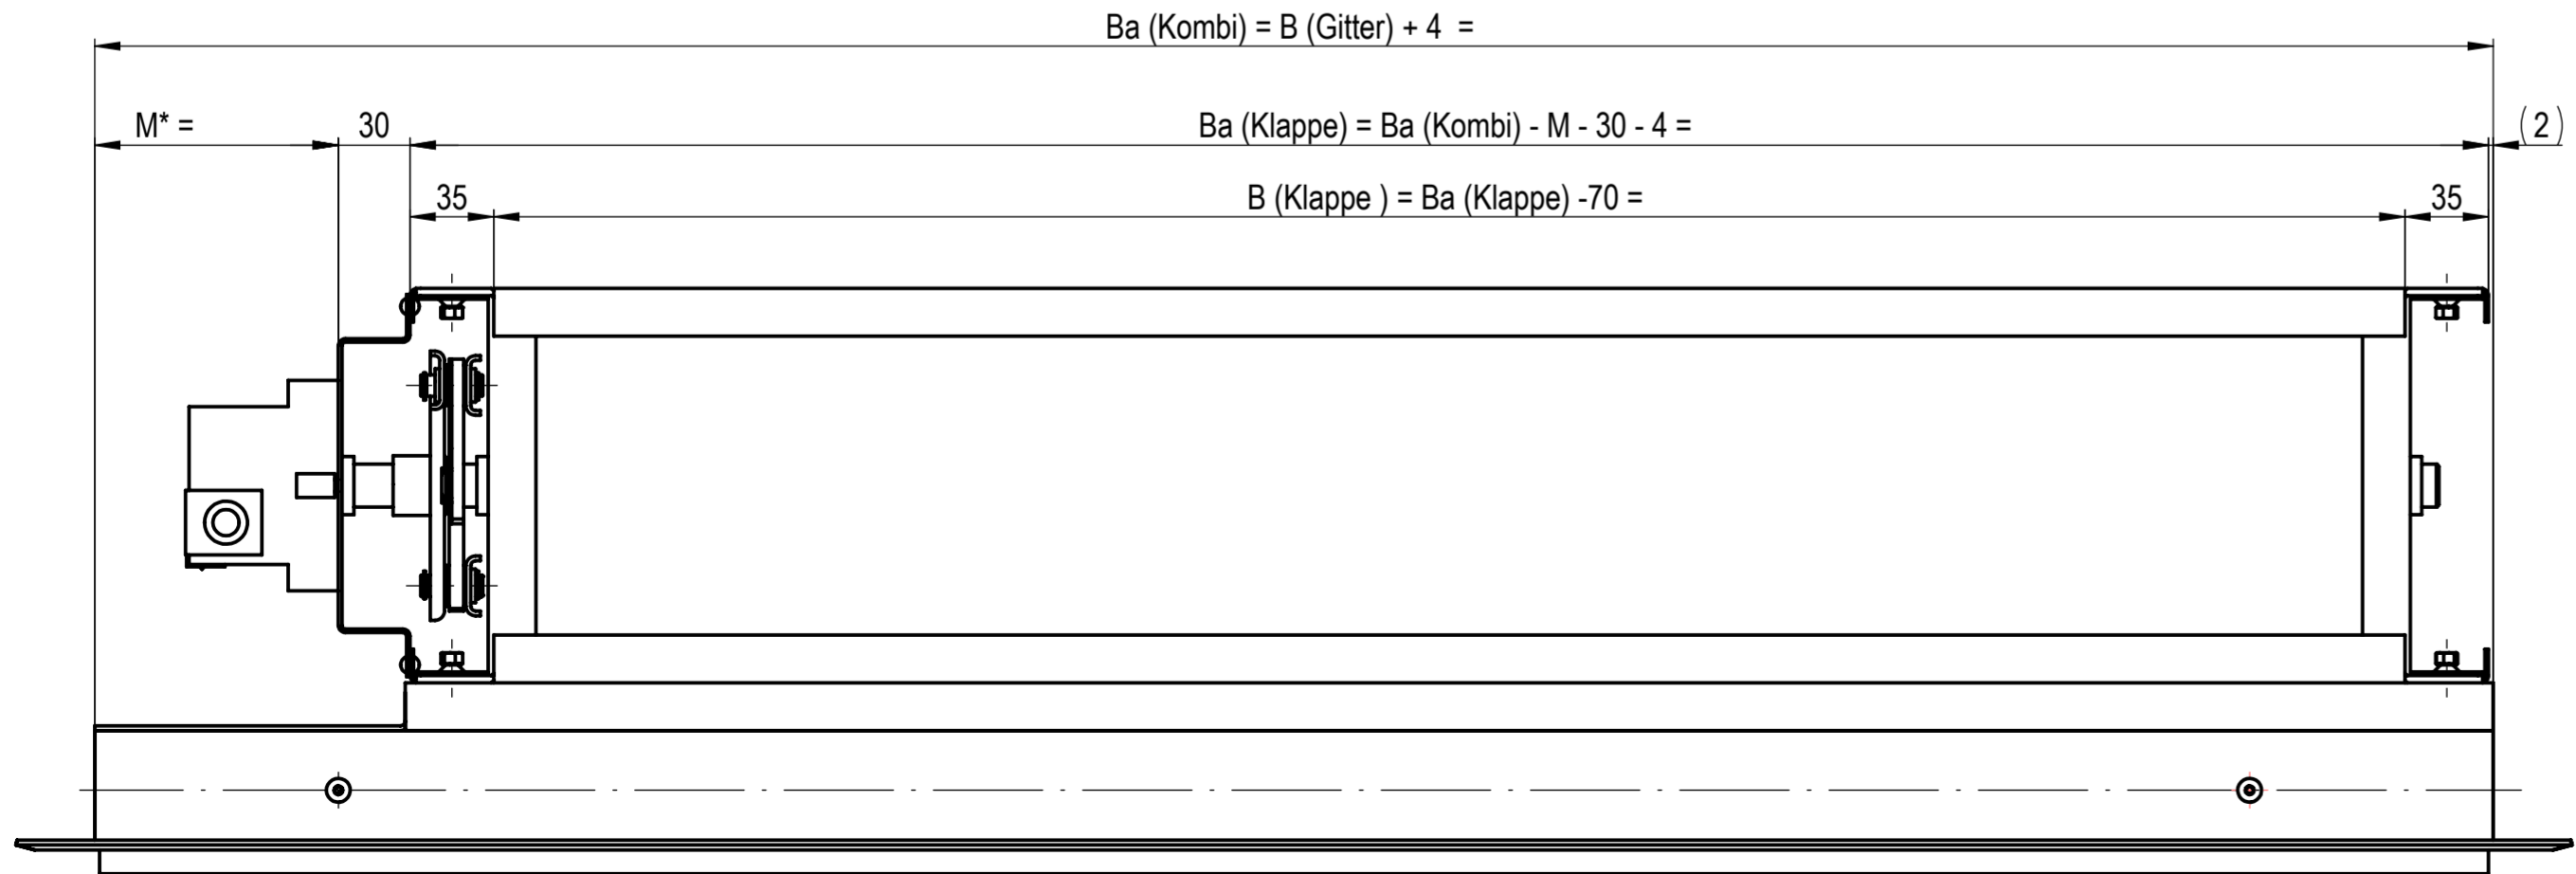 Ba (Kombi) = B (Gitter) + 4 =
M* = 30 Ba (Klappe) = Ba (Kombi) - M - 30 - 4 = (2)
35 B (Klappe ) = Ba (Klappe) -70 = 35